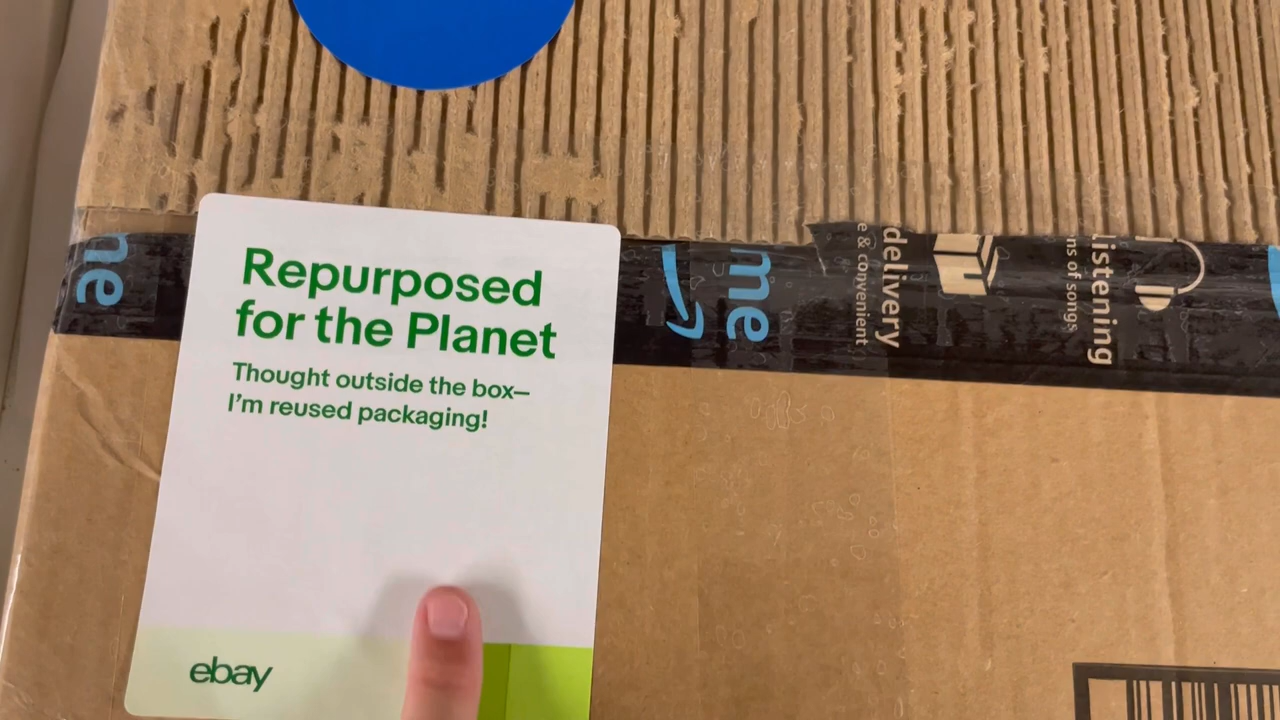 Repurposed
for the Planet
Thought outside the box—
I'm reused packaging!
ebay
me
me
delivery
e & convenient
Listening
ns of songs